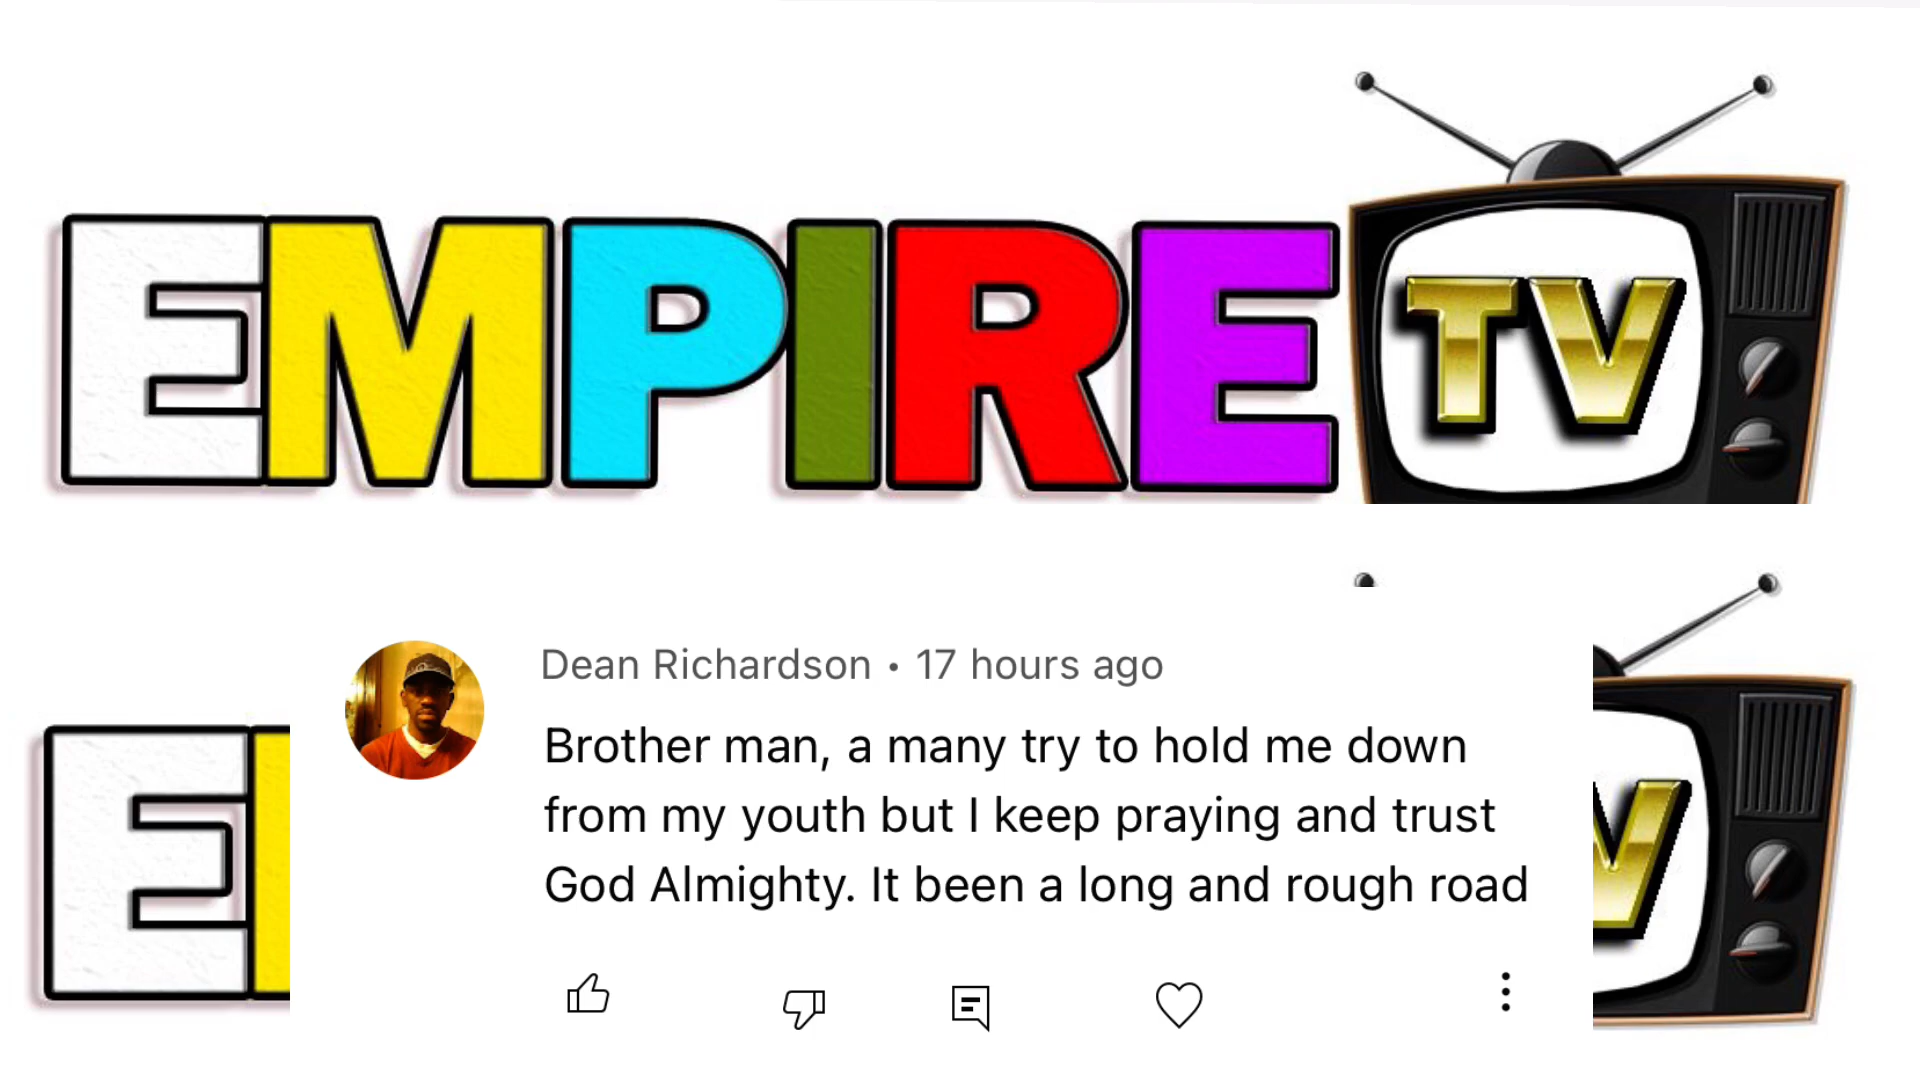 EMPIRE TV
Dean Richardson • 17 hours ago
Brother man, a many try to hold me down
from my youth but I keep praying and trust
God Almighty. It been a long and rough road
E
V